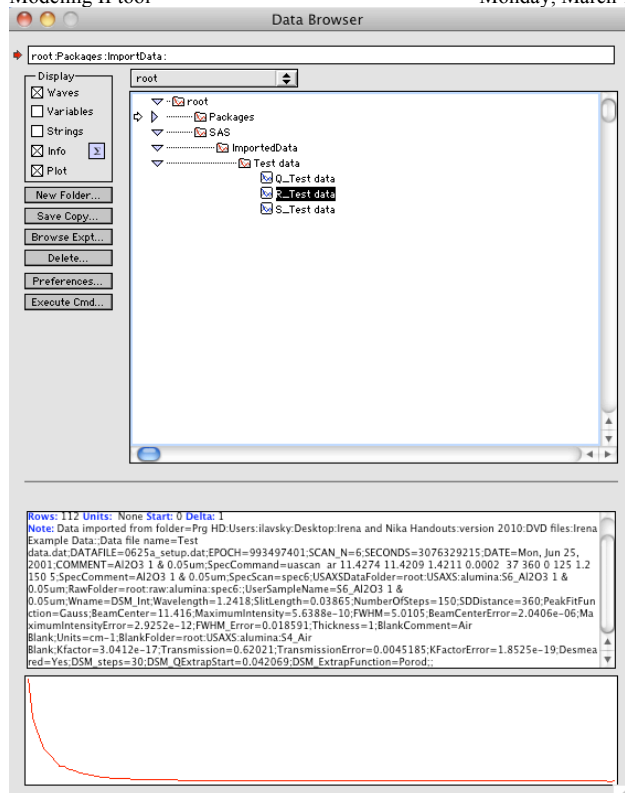 Modeling II tool Monday, March
Data Browser
root:Packages:ImportData:
Display
Waves
Variables
Strings
Info Σ
Plot
New Folder...
Save Copy...
Browse Expt...
Delete...
Preferences...
Execute Cmd...
root
root
Packages
SAS
ImportedData
Test data
Q_Test data
R_Test data
S_Test data
Rows: 112 Units: None Start: 0 Delta: 1
Note: Data imported from folder=Prg HD:Users:ilavsky:Desktop:Irena and Nika Handouts:version 2010:DVD files:Irena
Example Data:;Data file name=Test
data.dat;DATAFILE=0625a_setup.dat;EPOCH=993497401;SCAN_N=6;SECONDS=3076329215;DATE=Mon, Jun 25,
2001;COMMENT=Al2O3 1 & 0.05um;SpecCommand=uascan ar 11.4274 11.4209 1.4211 0.0002 37 360 0 125 1.2
150 5;SpecComment=Al2O3 1 & 0.05um;SpecScan=spec6;USAXSDataFolder=root:USAXS:alumina:S6_Al2O3 1 &
0.05um;RawFolder=root:raw:alumina:spec6:;UserSampleName=S6_Al2O3 1 &
0.05um;Wname=DSM_Int;Wavelength=1.2418;SlitLength=0.03865;NumberOfSteps=150;SDDistance=360;PeakFitFun
ction=Gauss;BeamCenter=11.416;MaximumIntensity=5.6388e-10;FWHM=5.0105;BeamCenterError=2.0406e-06;Ma
ximumIntensityError=2.9252e-12;FWHM_Error=0.018591;Thickness=1;BlankComment=Air
Blank;Units=cm-1;BlankFolder=root:USAXS:alumina:S4_Air
Blank;Kfactor=3.0412e-17;Transmission=0.62021;TransmissionError=0.0045185;KFactorError=1.8525e-19;Desmea
red=Yes;DSM_steps=30;DSM_QExtrapStart=0.042069;DSM_ExtrapFunction=Porod;;